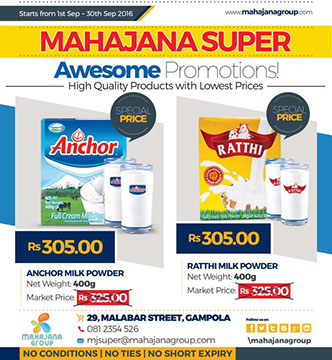 Starts from 1st Sep - 30th Sep 2016
www.mahajanagroup.com
MAHAJANA SUPER
Awesome Promotions!
High Quality Products with Lowest Prices
SPECIAL
PRICE
SPECIAL
PRICE
Anchor
Full Cream Milk
RATTHI
Rs 305.00
Rs 305.00
ANCHOR MILK POWDER
Net Weight: 400g
Market Price: Rs 325.00
RATTHI MILK POWDER
Net Weight: 400g
Market Price: Rs 325.00
MAHAJANA
GROUP
29, MALABAR STREET, GAMPOLA
081 2354 526
mjsuper@mahajanagroup.com
Follow us on
\mahajanagroup
NO CONDITIONS | NO TIES | NO SHORT EXPIRY